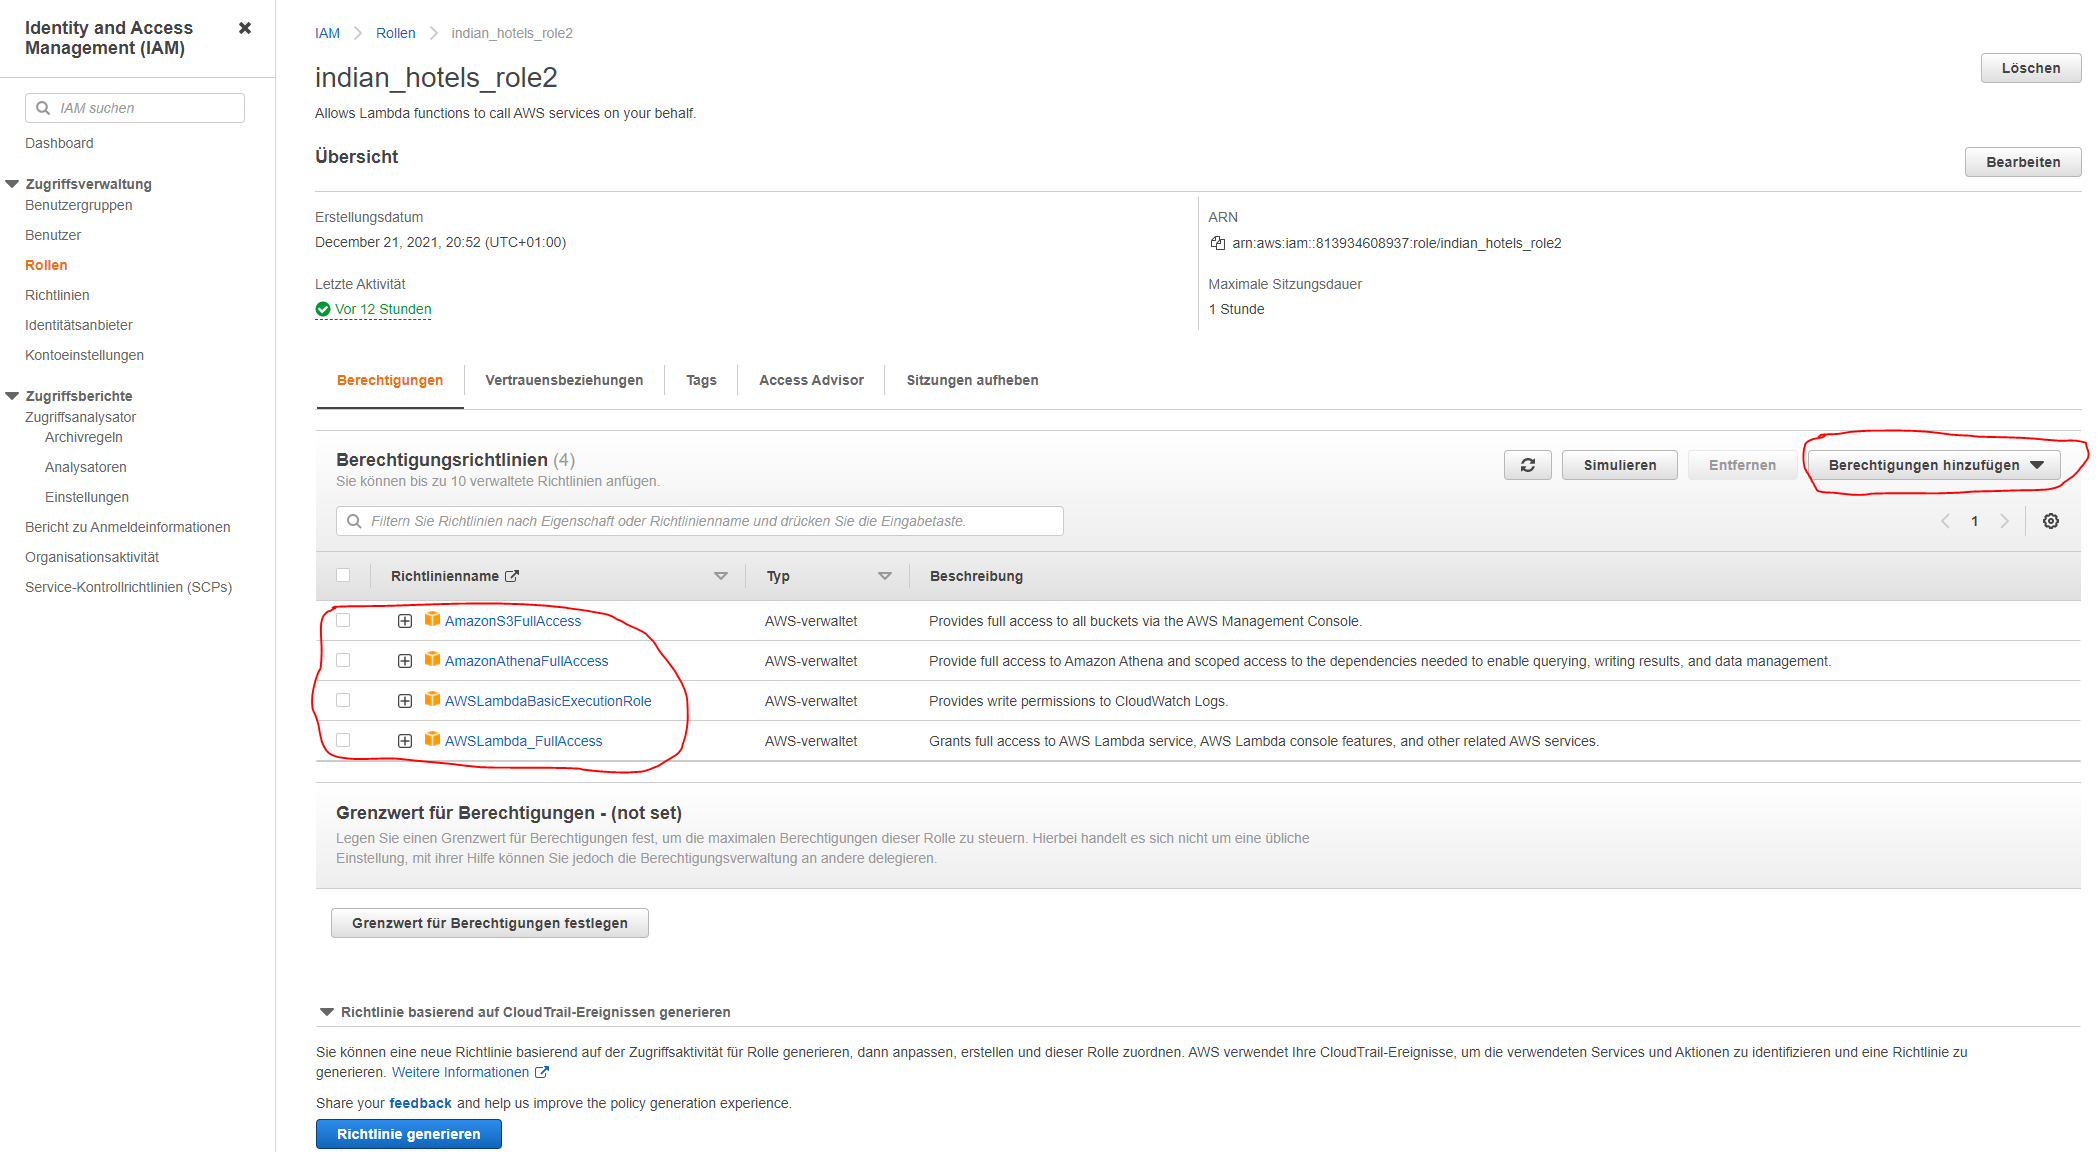 Identity and Access
Management (IAM)
IAM suchen
Dashboard
Zugriffsverwaltung
Benutzergruppen
Benutzer
Rollen
Richtlinien
Identitätsanbieter
Kontoeinstellungen
Zugriffsberichte
Zugriffsanalysator
Archivregeln
Analysatoren
Einstellungen
Bericht zu Anmeldeinformationen
Organisationsaktivität
Service-Kontrollrichtlinien (SCPs)
IAM Rollen indian_hotels_role2
indian_hotels_role2
Löschen
Allows Lambda functions to call AWS services on your behalf.
Übersicht
Bearbeiten
Erstellungsdatum
December 21, 2021, 20:52 (UTC+01:00)
ARN
arn:aws:iam::813934608937:role/indian_hotels_role2
Letzte Aktivität
Vor 12 Stunden
Maximale Sitzungsdauer
1 Stunde
Berechtigungen Vertrauensbeziehungen Tags Access Advisor Sitzungen aufheben
Berechtigungsrichtlinien (4)
Sie können bis zu 10 verwaltete Richtlinien anfügen.
Simulieren Entfernen Berechtigungen hinzufügen
Filtern Sie Richtlinien nach Eigenschaft oder Richtlinienname und drücken Sie die Eingabetaste.
1
Richtlinienname Typ Beschreibung
AmazonS3FullAccess AWS-verwaltet Provides full access to all buckets via the AWS Management Console.
AmazonAthenaFullAccess AWS-verwaltet Provide full access to Amazon Athena and scoped access to the dependencies needed to enable querying, writing results, and data management.
AWSLambdaBasicExecutionRole AWS-verwaltet Provides write permissions to CloudWatch Logs.
AWSLambda_FullAccess AWS-verwaltet Grants full access to AWS Lambda service, AWS Lambda console features, and other related AWS services.
Grenzwert für Berechtigungen - (not set)
Legen Sie einen Grenzwert für Berechtigungen fest, um die maximalen Berechtigungen dieser Rolle zu steuern. Hierbei handelt es sich nicht um eine übliche
Einstellung, mit ihrer Hilfe können Sie jedoch die Berechtigungsverwaltung an andere delegieren.
Grenzwert für Berechtigungen festlegen
Richtlinie basierend auf CloudTrail-Ereignissen generieren
Sie können eine neue Richtlinie basierend auf der Zugriffsaktivität für Rolle generieren, dann anpassen, erstellen und dieser Rolle zuordnen. AWS verwendet Ihre CloudTrail-Ereignisse, um die verwendeten Services und Aktionen zu identifizieren und eine Richtlinie zu
generieren. Weitere Informationen
Share your feedback and help us improve the policy generation experience.
Richtlinie generieren